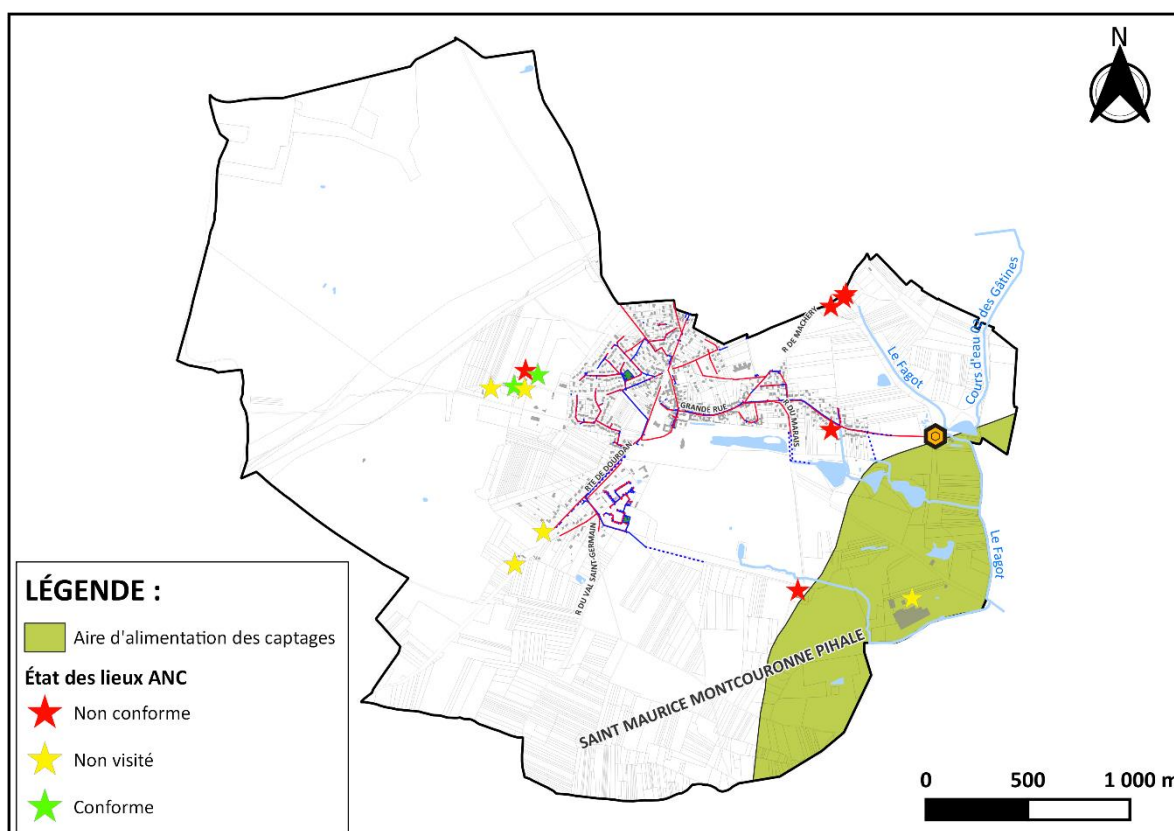 N
R DE MACHERY
Cours d'eau 02 des Gâtines
Le Fagot
GRANDE RUE
R DU MARAIS
RTE DE DOURDAN
Le Fagot
R DU VAL SAINT-GERMAIN
SAINT MAURICE MONTCOURONNE PIHALE
LÉGENDE :
Aire d'alimentation des captages
État des lieux ANC
Non conforme
Non visité
Conforme
0 500 1 000 m